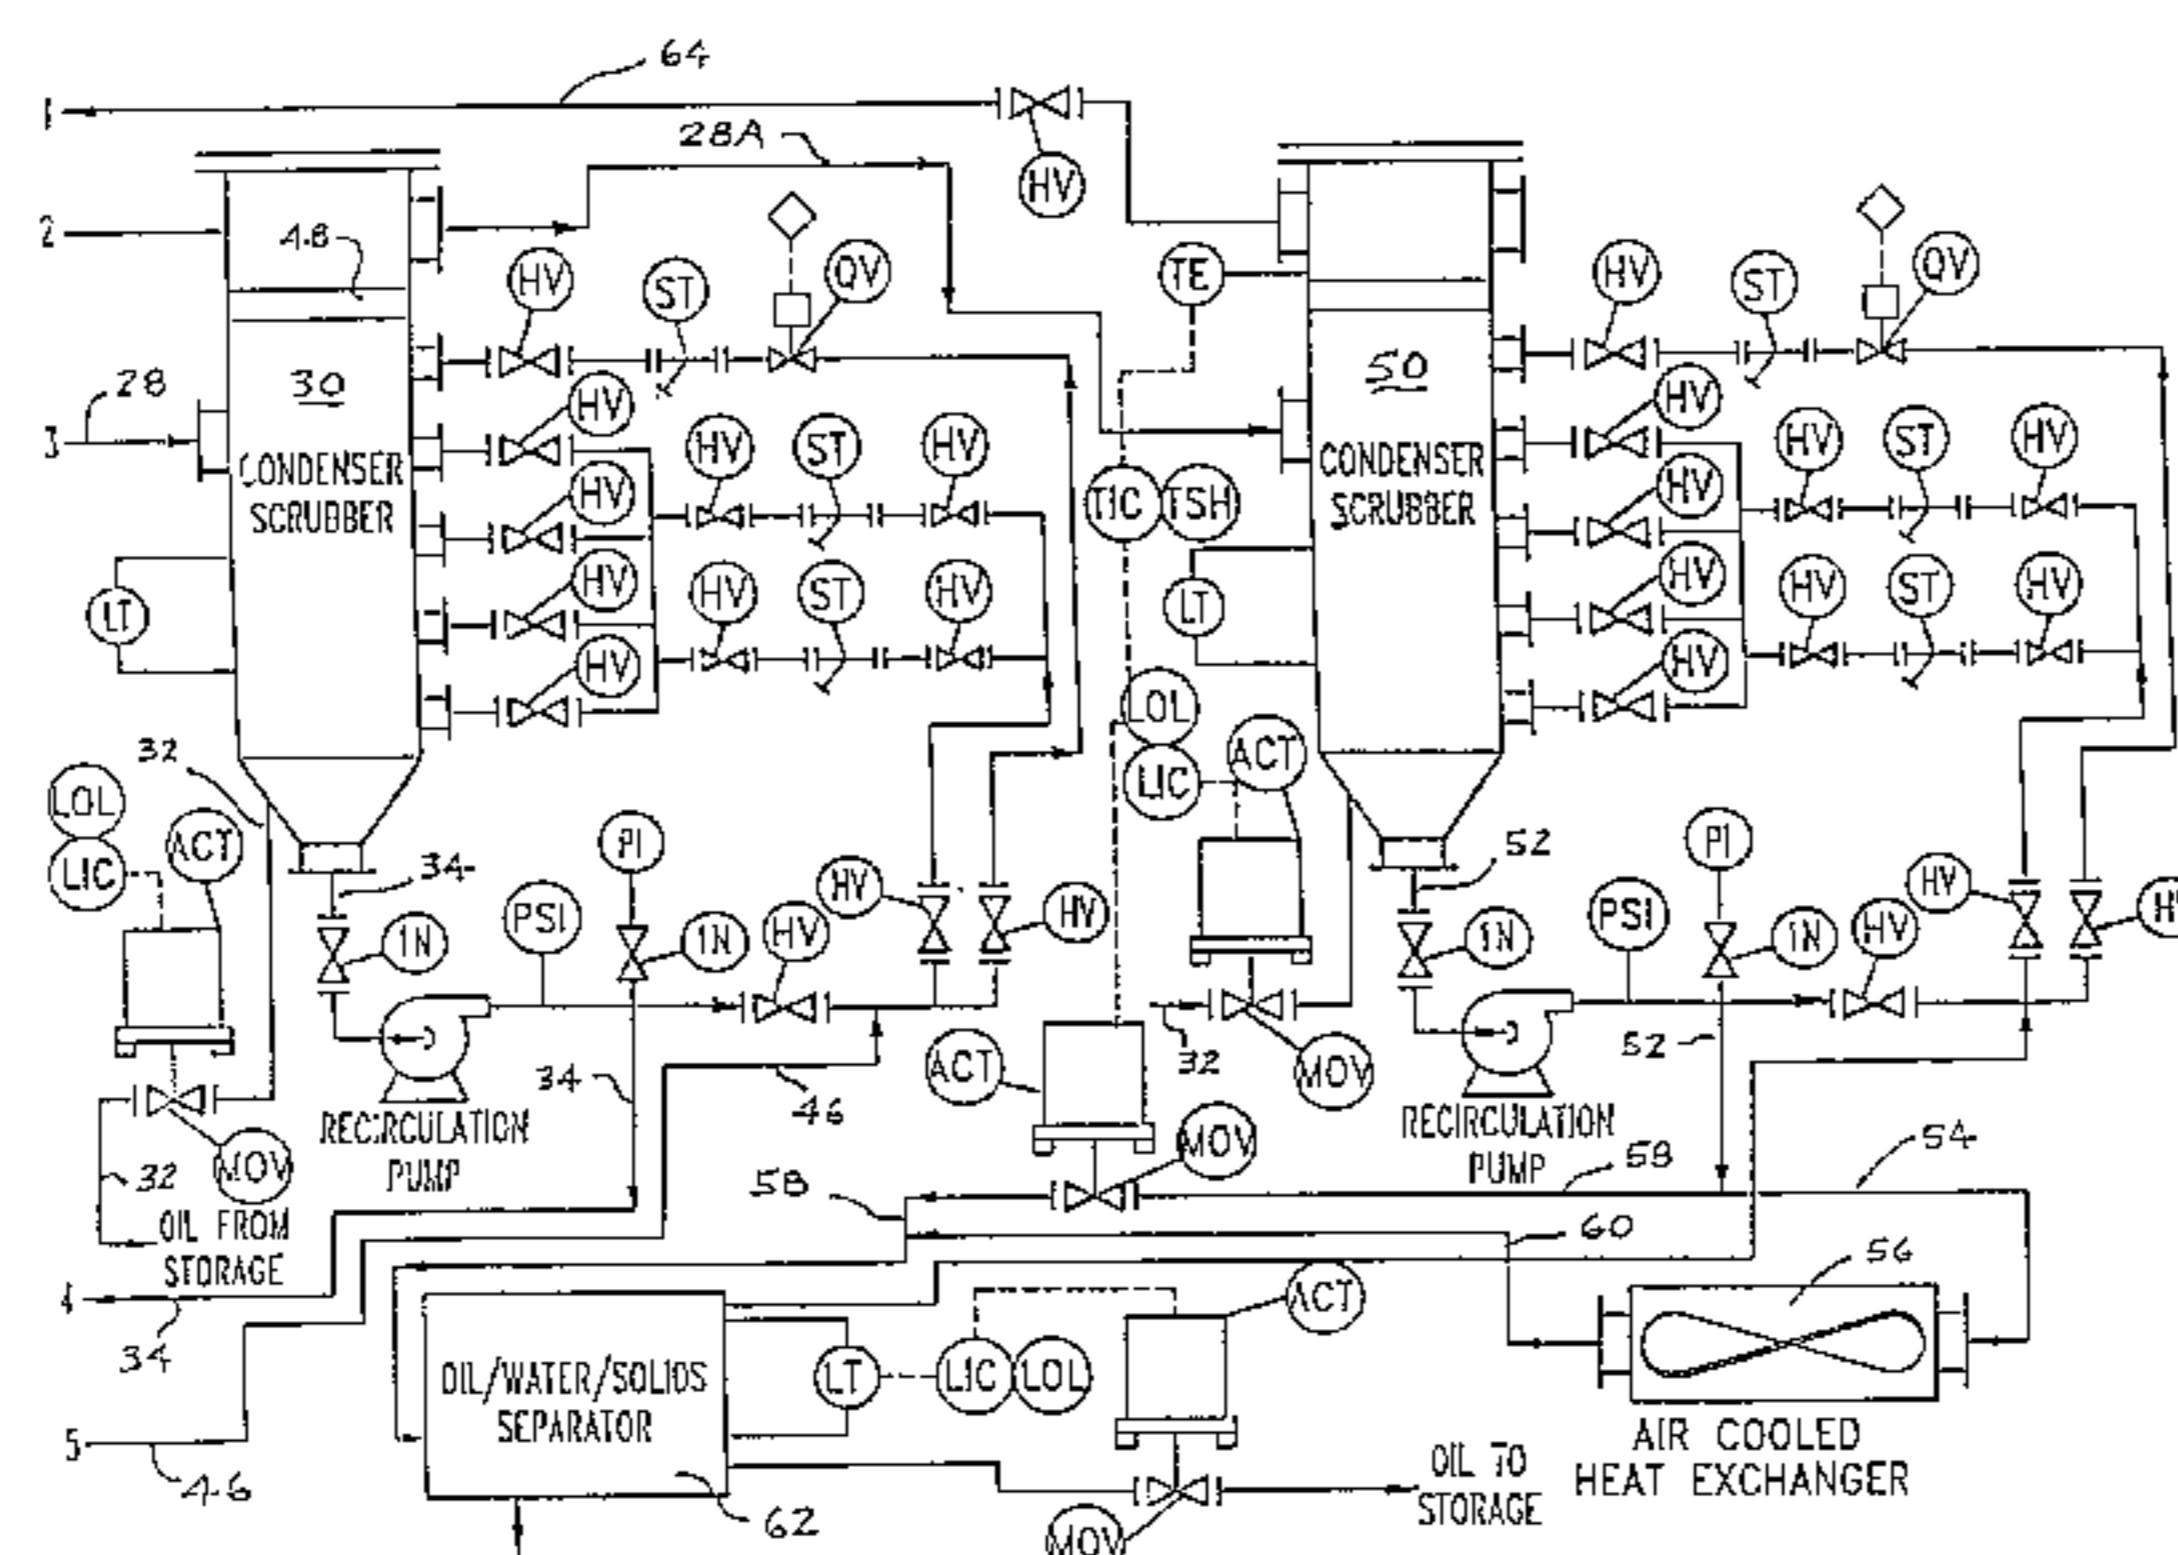 64
1
28A
HV
2
48
HV
ST
QV
TE
HV
ST
QV
28
3
30
CONDENSER
SCRUBBER
HV
HV
HV
HV
HV
ST
HV
HV
ST
HV
50
CONDENSER
SCRUBBER
TIC
TSH
HV
HV
HV
HV
HV
ST
HV
HV
ST
HV
LT
LT
LOL
LIC
ACT
32
LOL
LIC
ACT
34
PI
PSI
1N
1N
HV
HV
HV
52
PI
PSI
1N
1N
HV
HV
32
MOV
ACT
MOV
34
46
RECIRCULATION
PUMP
52
RECIRCULATION
PUMP
32
MOV
OIL FROM
STORAGE
58
58
54
60
56
4
34
ACT
OIL/WATER/SOLIDS
SEPARATOR
LT
LIC
LOL
5
46
62
MOV
OIL TO
STORAGE
AIR COOLED
HEAT EXCHANGER